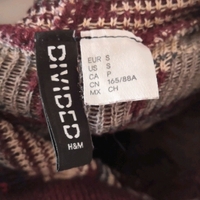 DIVIDED
H&M
EUR S
US S
CA P
CN 165/88A
MX CH